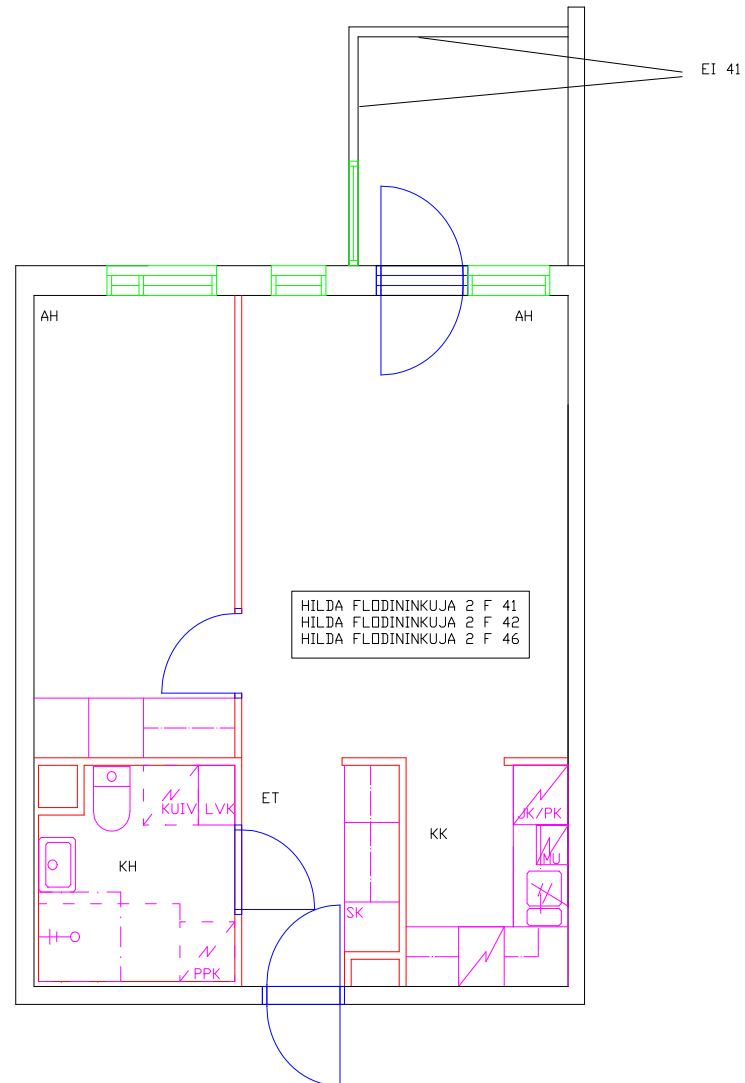 EI 41
AH
AH
HILDA FLODININKUJA 2 F 41
HILDA FLODININKUJA 2 F 42
HILDA FLODININKUJA 2 F 46
ET
KUIV
LVK
JK/PK
KK
MU
KH
SK
PPK